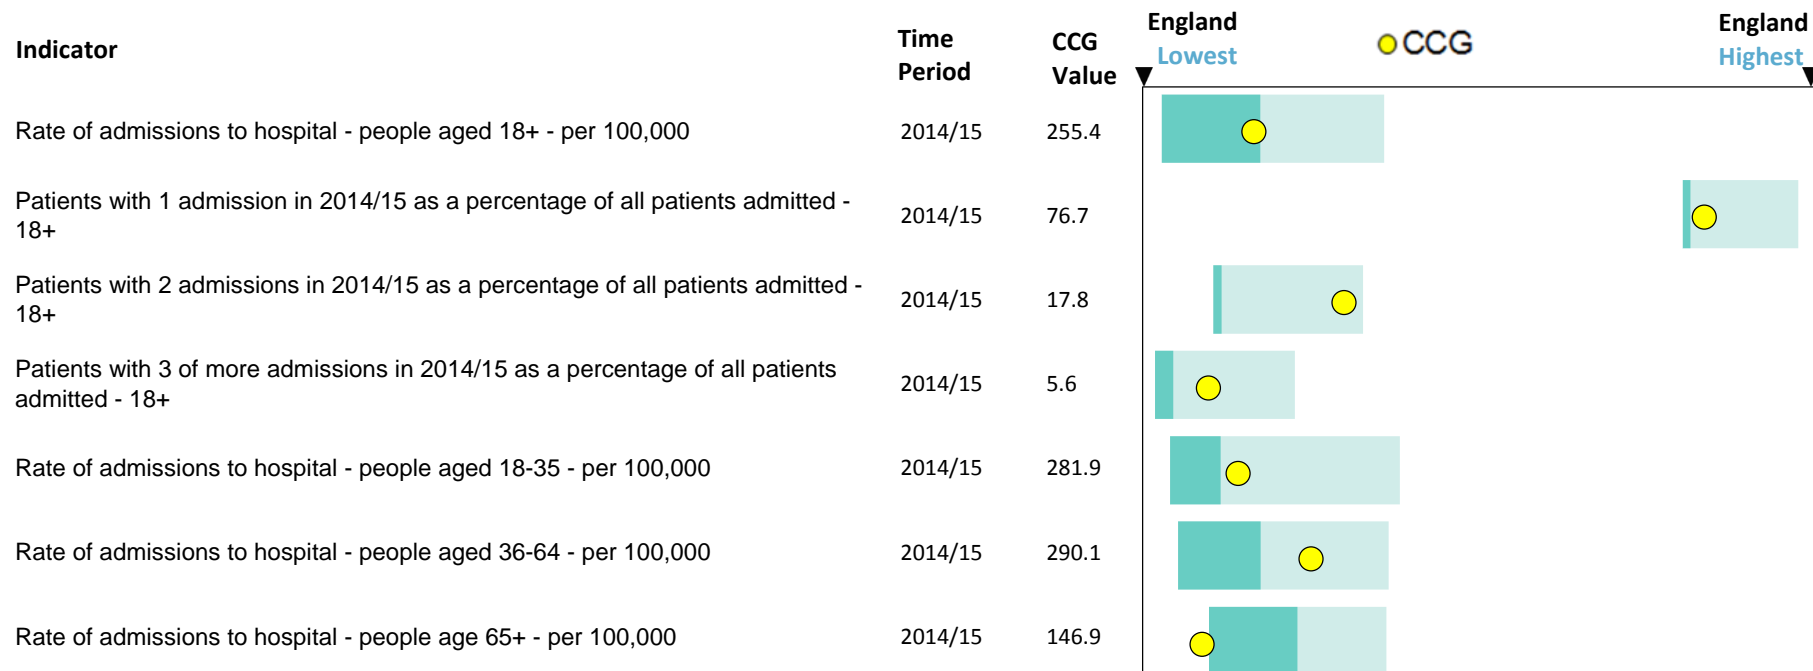 Indicator
Time
Period
CCG
Value
England
Lowest
CCG
England
Highest
Rate of admissions to hospital - people aged 18+ - per 100,000 2014/15 255.4
Patients with 1 admission in 2014/15 as a percentage of all patients admitted -
18+
2014/15 76.7
Patients with 2 admissions in 2014/15 as a percentage of all patients admitted -
18+
2014/15 17.8
Patients with 3 of more admissions in 2014/15 as a percentage of all patients
admitted - 18+
2014/15 5.6
Rate of admissions to hospital - people aged 18-35 - per 100,000 2014/15 281.9
Rate of admissions to hospital - people aged 36-64 - per 100,000 2014/15 290.1
Rate of admissions to hospital - people age 65+ - per 100,000 2014/15 146.9